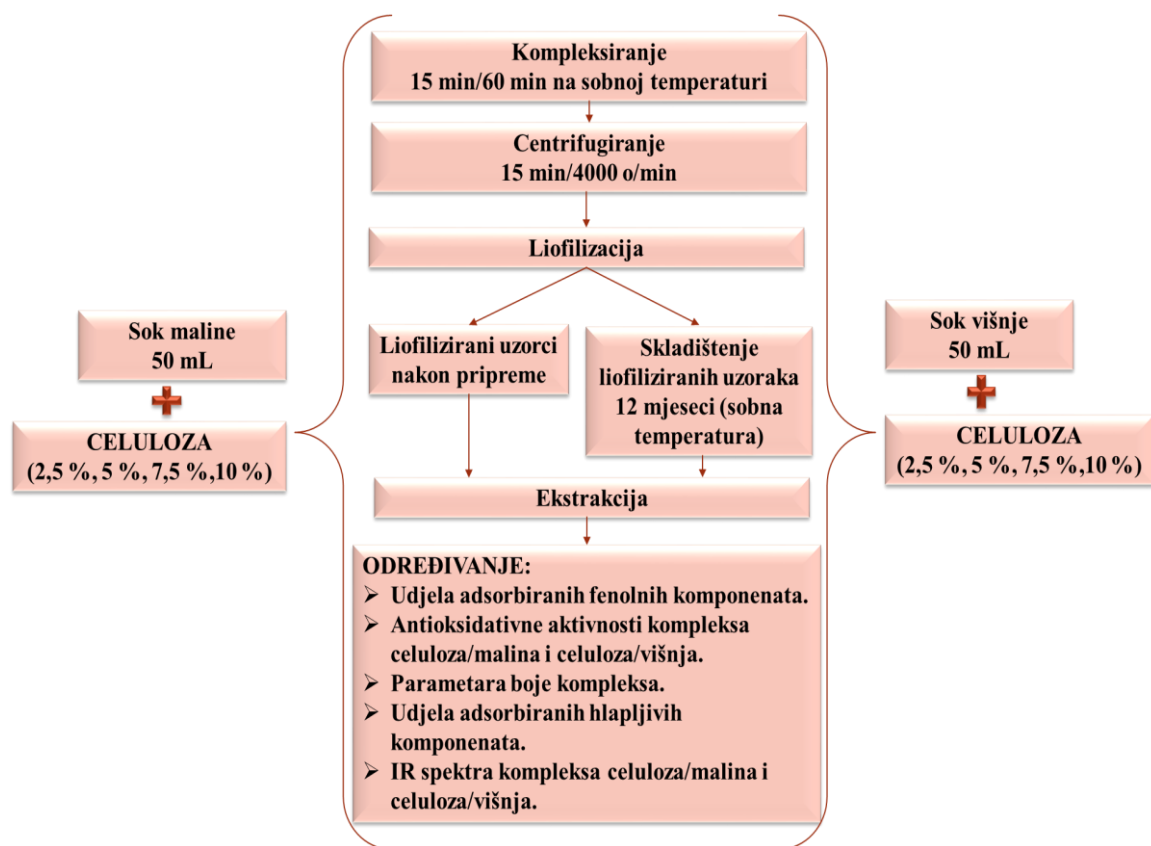 Kompleksiranje
15 min/60 min na sobnoj temperaturi
Centrifugiranje
15 min/4000 o/min
Liofilizacija
Sok maline
50 mL
CELULOZA
(2,5 %, 5 %, 7,5 %,10 %)
Liofilizirani uzorci
nakon pripreme
Skladištenje
liofiliziranih uzoraka
12 mjeseci (sobna
temperatura)
Sok višnje
50 mL
CELULOZA
(2,5 %, 5 %, 7,5 %,10 %)
Ekstrakcija
ODREĐIVANJE:
➢ Udjela adsorbiranih fenolnih komponenata.
➢ Antioksidativne aktivnosti kompleksa
celuloza/malina i celuloza/višnja.
➢ Parametara boje kompleksa.
➢ Udjela adsorbiranih hlapljivih
komponenata.
➢ IR spektra kompleksa celuloza/malina i
celuloza/višnja.